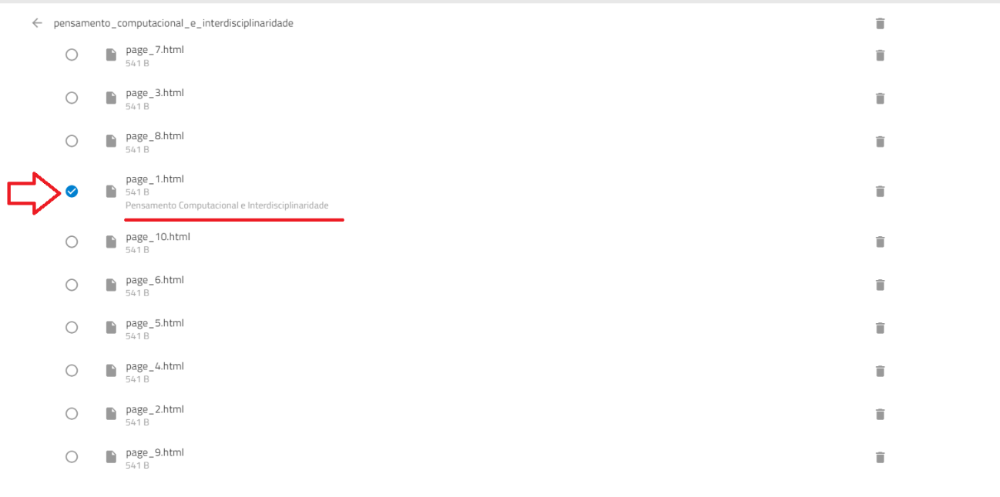 pensamento_computacional_e_interdisciplinaridade
page_7.html
541 B
page_3.html
541 B
page_8.html
541 B
page_1.html
541 B
Pensamento Computacional e Interdisciplinaridade
page_10.html
541 B
page_6.html
541 B
page_5.html
541 B
page_4.html
541 B
page_2.html
541 B
page_9.html
541 B